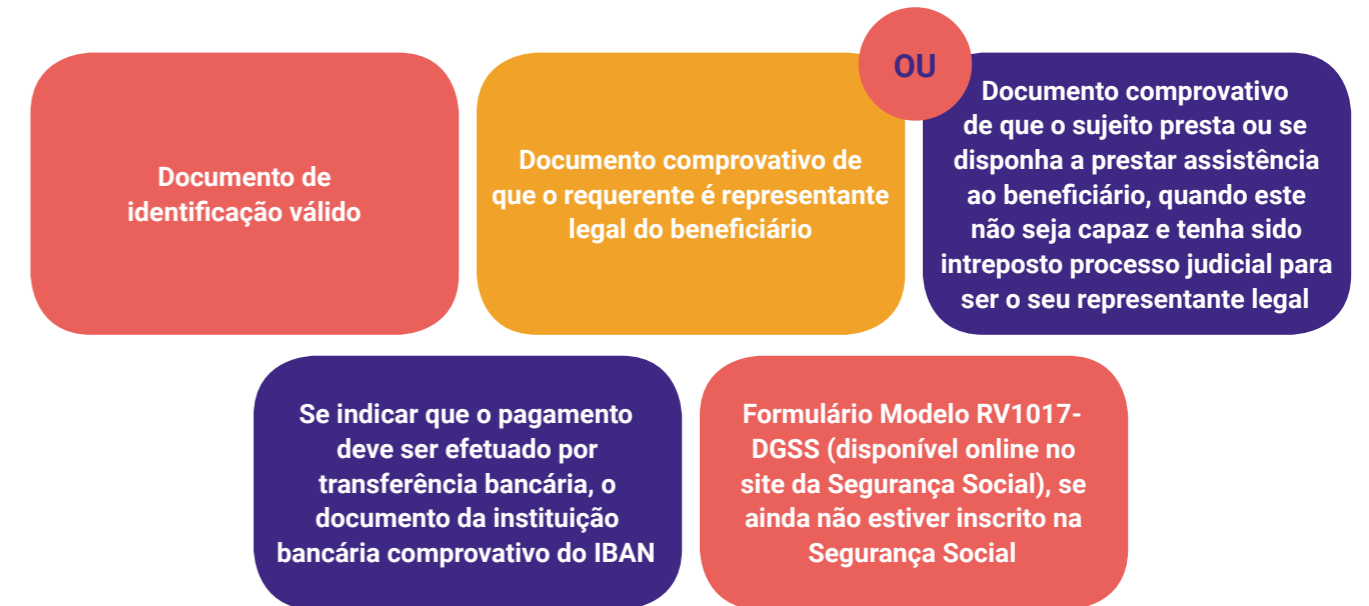 Documento de
identificação válido
Documento comprovativo de
que o requerente é representante
legal do beneficiário
OU
Documento comprovativo
de que o sujeito presta ou se
disponha a prestar assistência
ao beneficiário, quando este
não seja capaz e tenha sido
intreposto processo judicial para
ser o seu representante legal
Se indicar que o pagamento
deve ser efetuado por
transferência bancária, o
documento da instituição
bancária comprovativo do IBAN
Formulário Modelo RV1017-
DGSS (disponível online no
site da Segurança Social), se
ainda não estiver inscrito na
Segurança Social